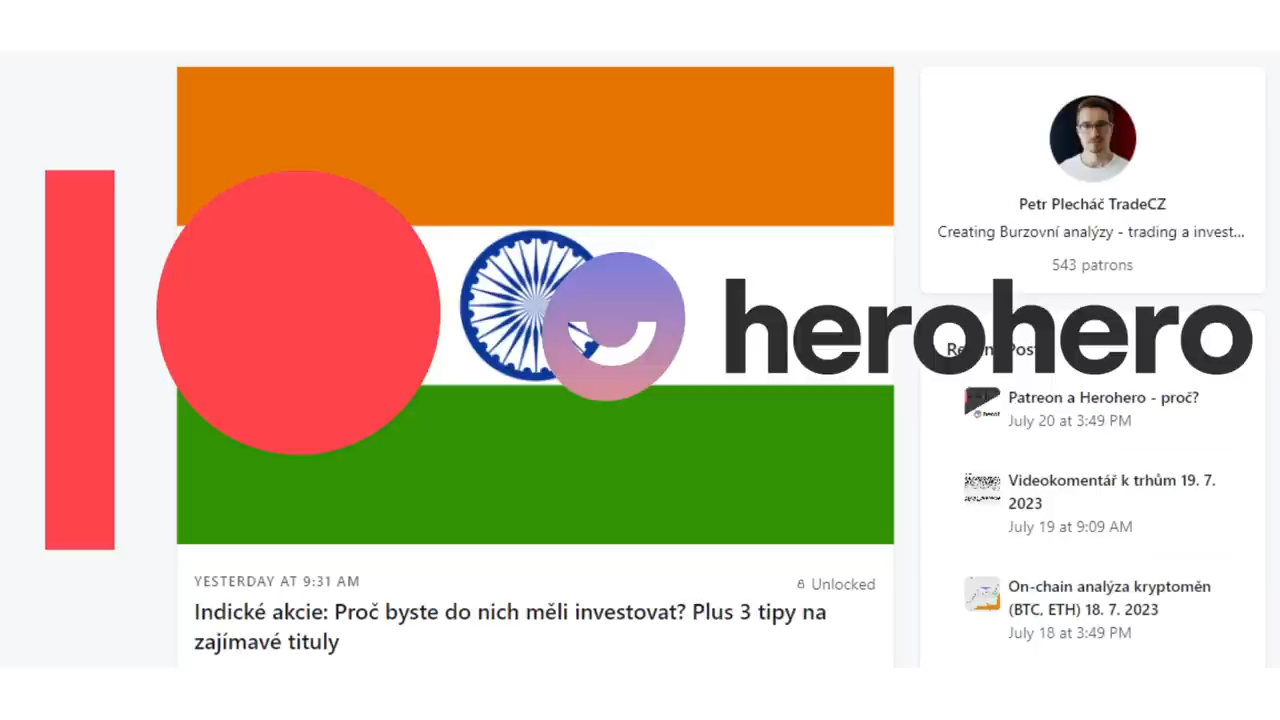 YESTERDAY AT 9:31 AM
Unlocked
Indické akcie: Proč byste do nich měli investovat? Plus 3 tipy na
zajímavé tituly
Petr Plecháč TradeCZ
Creating Burzovní analýzy - trading a invest...
543 patrons
herohero
Patreon a Herohero - proč?
July 20 at 3:49 PM
Videokomentář k trhům 19. 7.
2023
July 19 at 9:09 AM
On-chain analýza kryptoměn
(BTC, ETH) 18. 7. 2023
July 18 at 3:49 PM